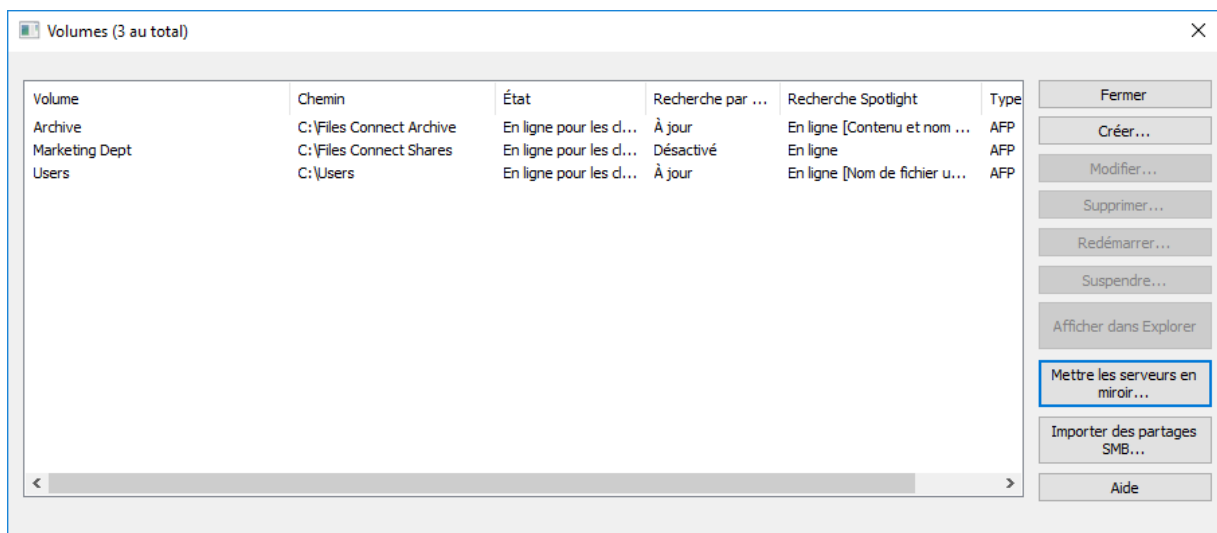 Volumes (3 au total)
Volume Chemin État Recherche par ... Recherche Spotlight Type
Archive C:\Files Connect Archive En ligne pour les cl... À jour En ligne [Contenu et nom ... AFP
Marketing Dept C:\Files Connect Shares En ligne pour les cl... Désactivé En ligne AFP
Users C:\Users En ligne pour les cl... À jour En ligne [Nom de fichier u... AFP
Fermer
Créer...
Modifier...
Supprimer...
Redémarrer...
Suspendre...
Afficher dans Explorer
Mettre les serveurs en
miroir...
Importer des partages
SMB...
Aide